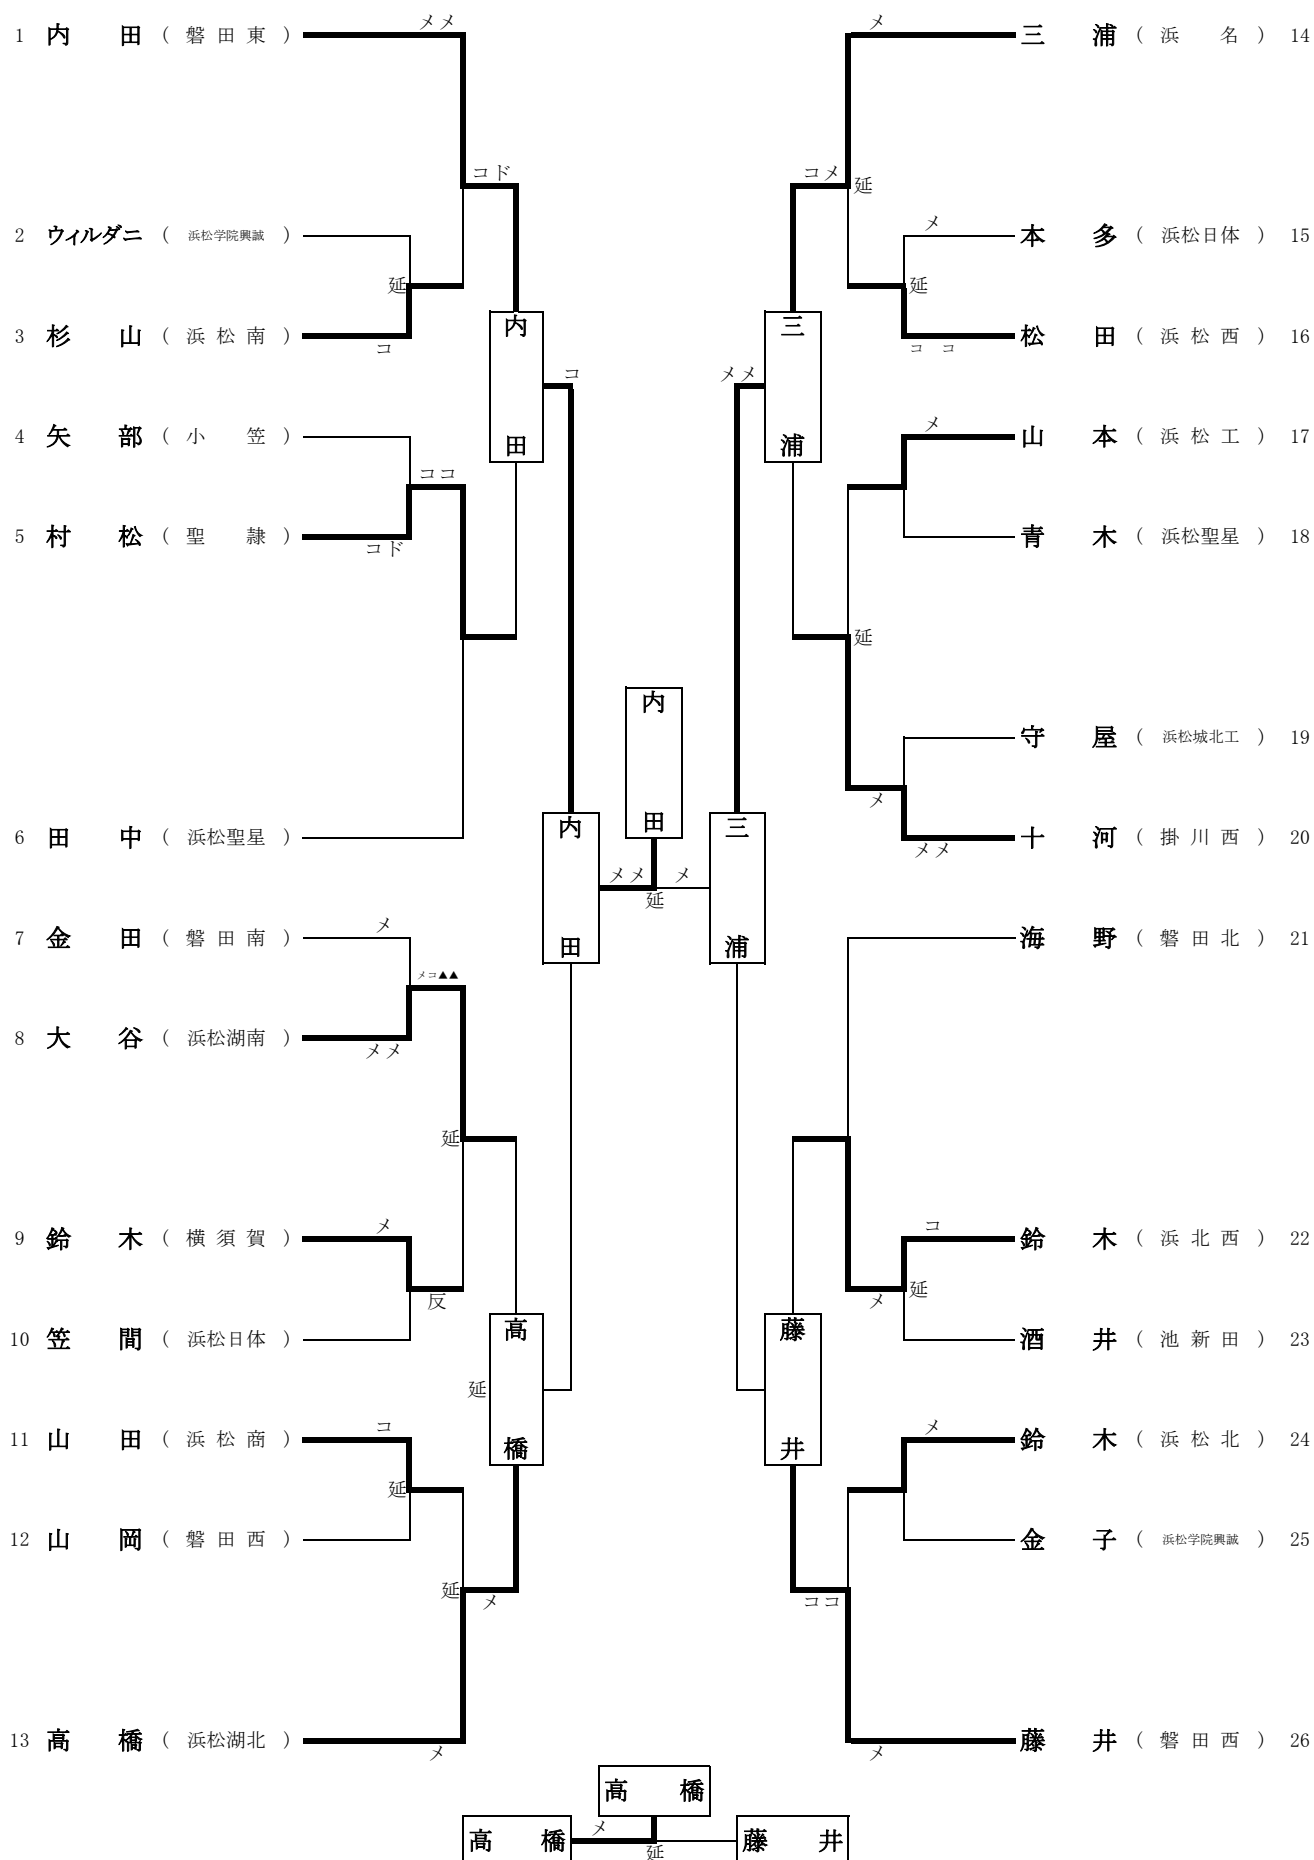 メメ
メ
1 内 田 ( 磐 田 東 )
三 浦 ( 浜 名 ) 14
コド
コメ
延
2 ウィルダニ ( 浜松学院興誠 )
メ
本 多 ( 浜松日体 ) 15
延
延
3 杉 山 ( 浜 松 南 )
コ
内 田
三 浦
松 田 ( 浜 松 西 ) 16
コ コ
コ
メメ
4 矢 部 ( 小 笠 )
メ
山 本 ( 浜 松 工 ) 17
ココ
5 村 松 ( 聖 隷 )
コド
青 木 ( 浜松聖星 ) 18
延
内 田
守 屋 ( 浜松城北工 ) 19
メ
6 田 中 ( 浜松聖星 )
内 田
三 浦
十 河 ( 掛 川 西 ) 20
メメ
メメ
メ
延
メ
7 金 田 ( 磐 田 南 )
海 野 ( 磐 田 北 ) 21
メコ▲▲
8 大 谷 ( 浜松湖南 )
メメ
延
メ
9 鈴 木 ( 横 須 賀 )
コ
鈴 木 ( 浜 北 西 ) 22
反
メ
延
10 笠 間 ( 浜松日体 )
高 橋
藤 井
酒 井 ( 池 新 田 ) 23
延
コ
11 山 田 ( 浜 松 商 )
メ
鈴 木 ( 浜 松 北 ) 24
延
12 山 岡 ( 磐 田 西 )
金 子 ( 浜松学院興誠 ) 25
延
メ
ココ
13 高 橋 ( 浜松湖北 )
メ
藤 井 ( 磐 田 西 ) 26
メ
高 橋
高 橋
メ
延
藤 井